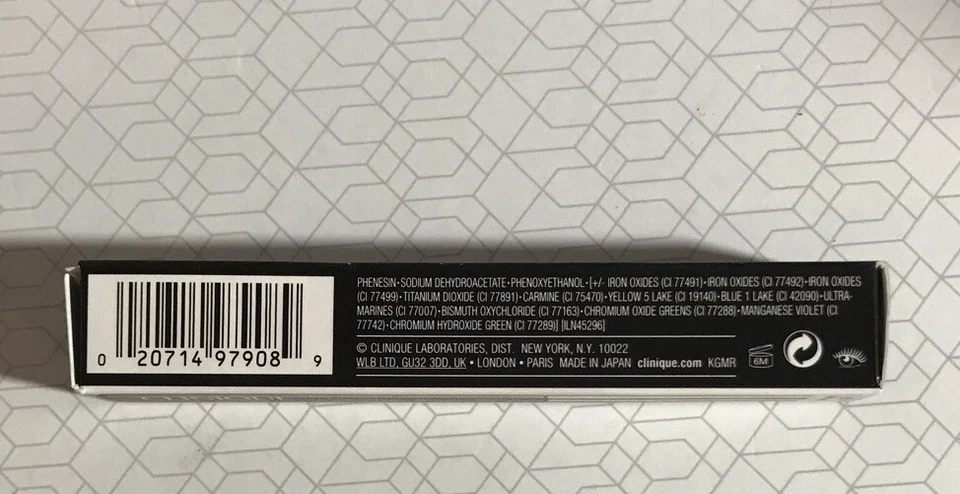 PHENESIN•SODIUM DEHYDROACETATE•PHENOXYETHANOL•[+/- IRON OXIDES (CI 77491)•IRON OXIDES (CI 77492)•IRON OXIDES
(CI 77499)•TITANIUM DIOXIDE (CI 77891)•CARMINE (CI 75470)•YELLOW 5 LAKE (CI 19140)•BLUE 1 LAKE (CI 42090)•ULTRA-
MARINES (CI 77007)•BISMUTH OXYCHLORIDE (CI 77163)•CHROMIUM OXIDE GREENS (CI 77288)•MANGANESE VIOLET (CI
77742)•CHROMIUM HYDROXIDE GREEN (CI 77289)] [ILN45296]
© CLINIQUE LABORATORIES, DIST. NEW YORK, N.Y. 10022
WLB LTD, GU32 3DD, UK • LONDON • PARIS MADE IN JAPAN clinique.com KGMR
6M
0 20714 97908 9